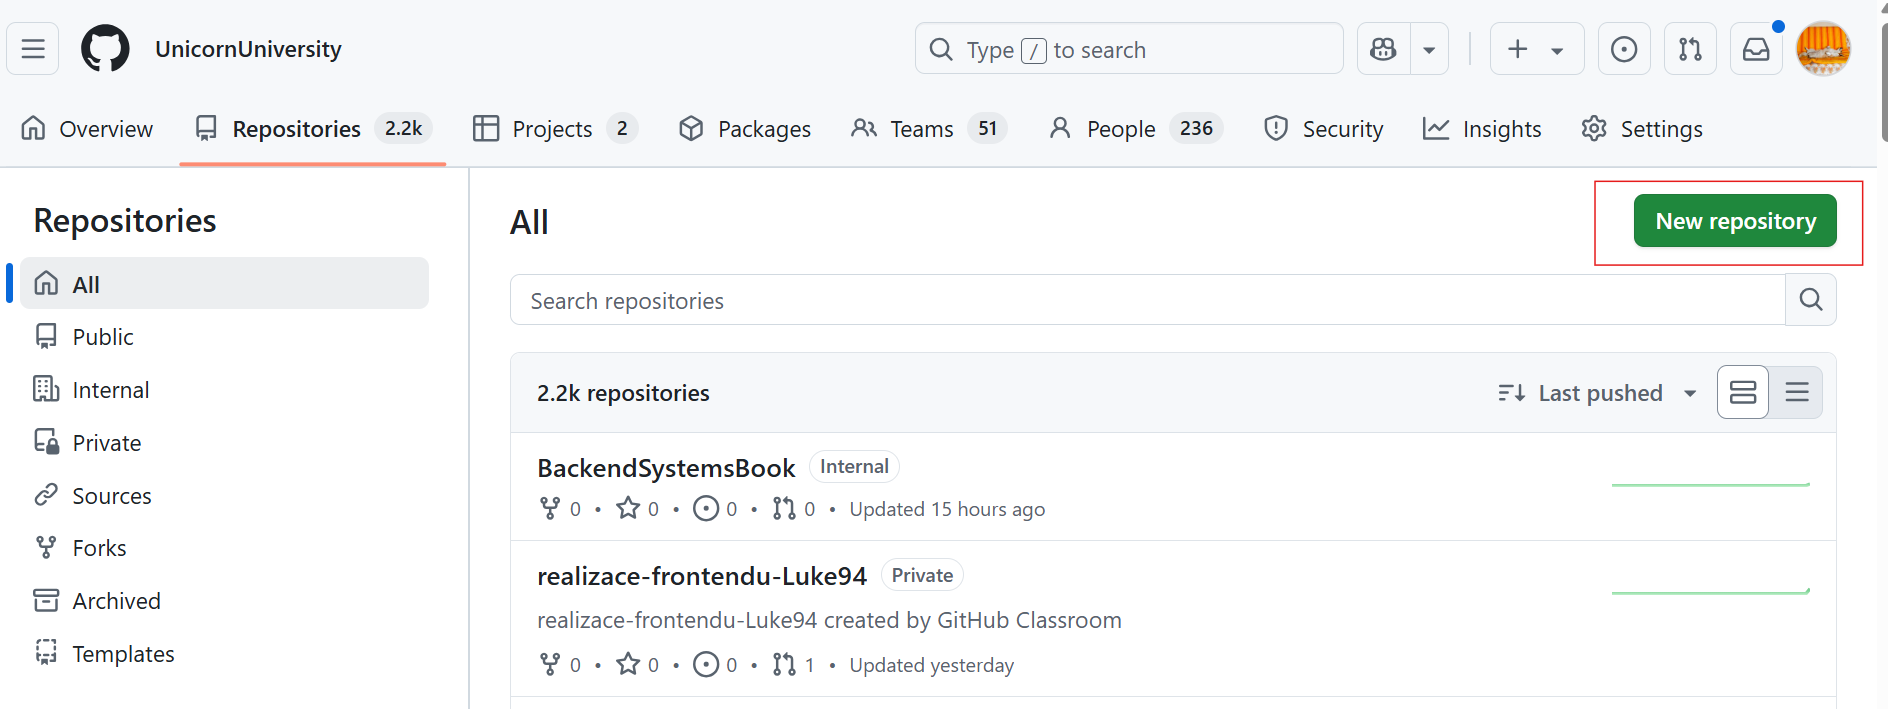 UnicornUniversity
Type / to search
Overview
Repositories 2.2k
Projects 2
Packages
Teams 51
People 236
Security
Insights
Settings
Repositories
All
Public
Internal
Private
Sources
Forks
Archived
Templates
All
New repository
Search repositories
2.2k repositories
Last pushed
BackendSystemsBook Internal
0 • 0 • 0 • 0 • Updated 15 hours ago
realizace-frontendu-Luke94 Private
realizace-frontendu-Luke94 created by GitHub Classroom
0 • 0 • 0 • 1 • Updated yesterday